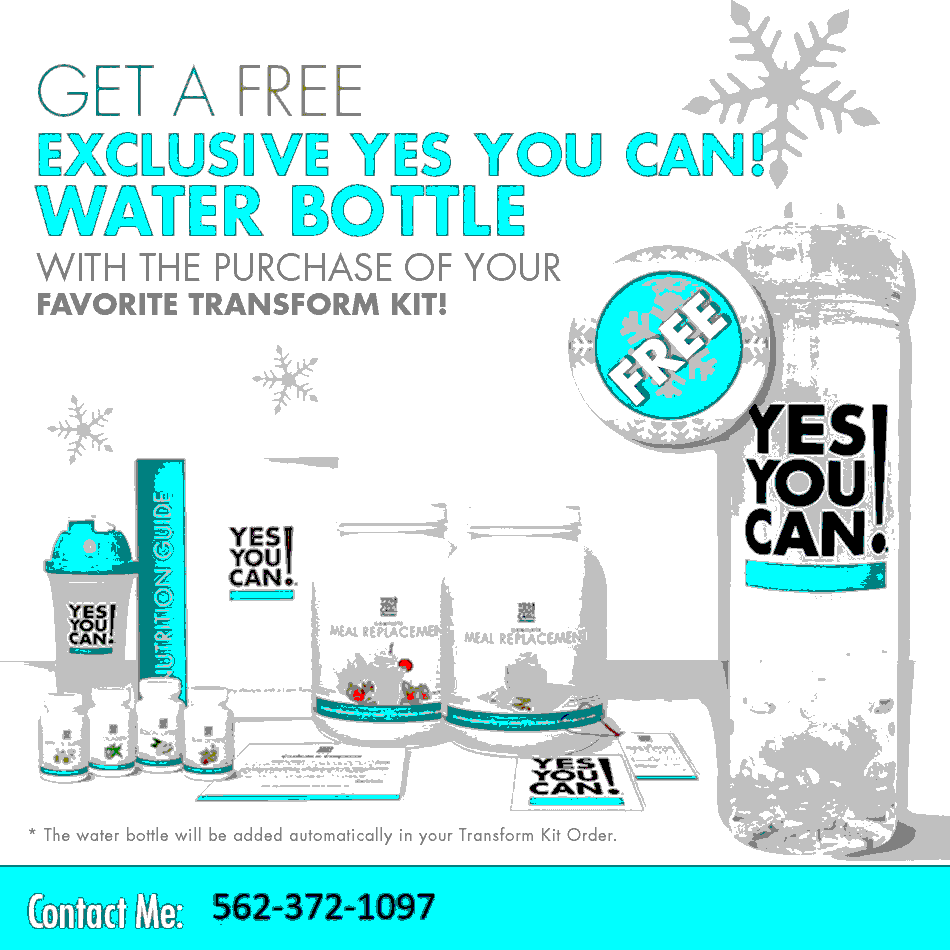 GET A FREE
EXCLUSIVE YES YOU CAN!
WATER BOTTLE
WITH THE PURCHASE OF YOUR
FAVORITE TRANSFORM KIT!
FREE
YES
YOU
CAN!
NUTRITION GUIDE
YES
YOU
CAN!
YES
YOU
CAN!
MEAL REPLACEMENT
MEAL REPLACEMENT
YES
YOU
CAN!
* The water bottle will be added automatically in your Transform Kit Order.
Contact Me: 562-372-1097